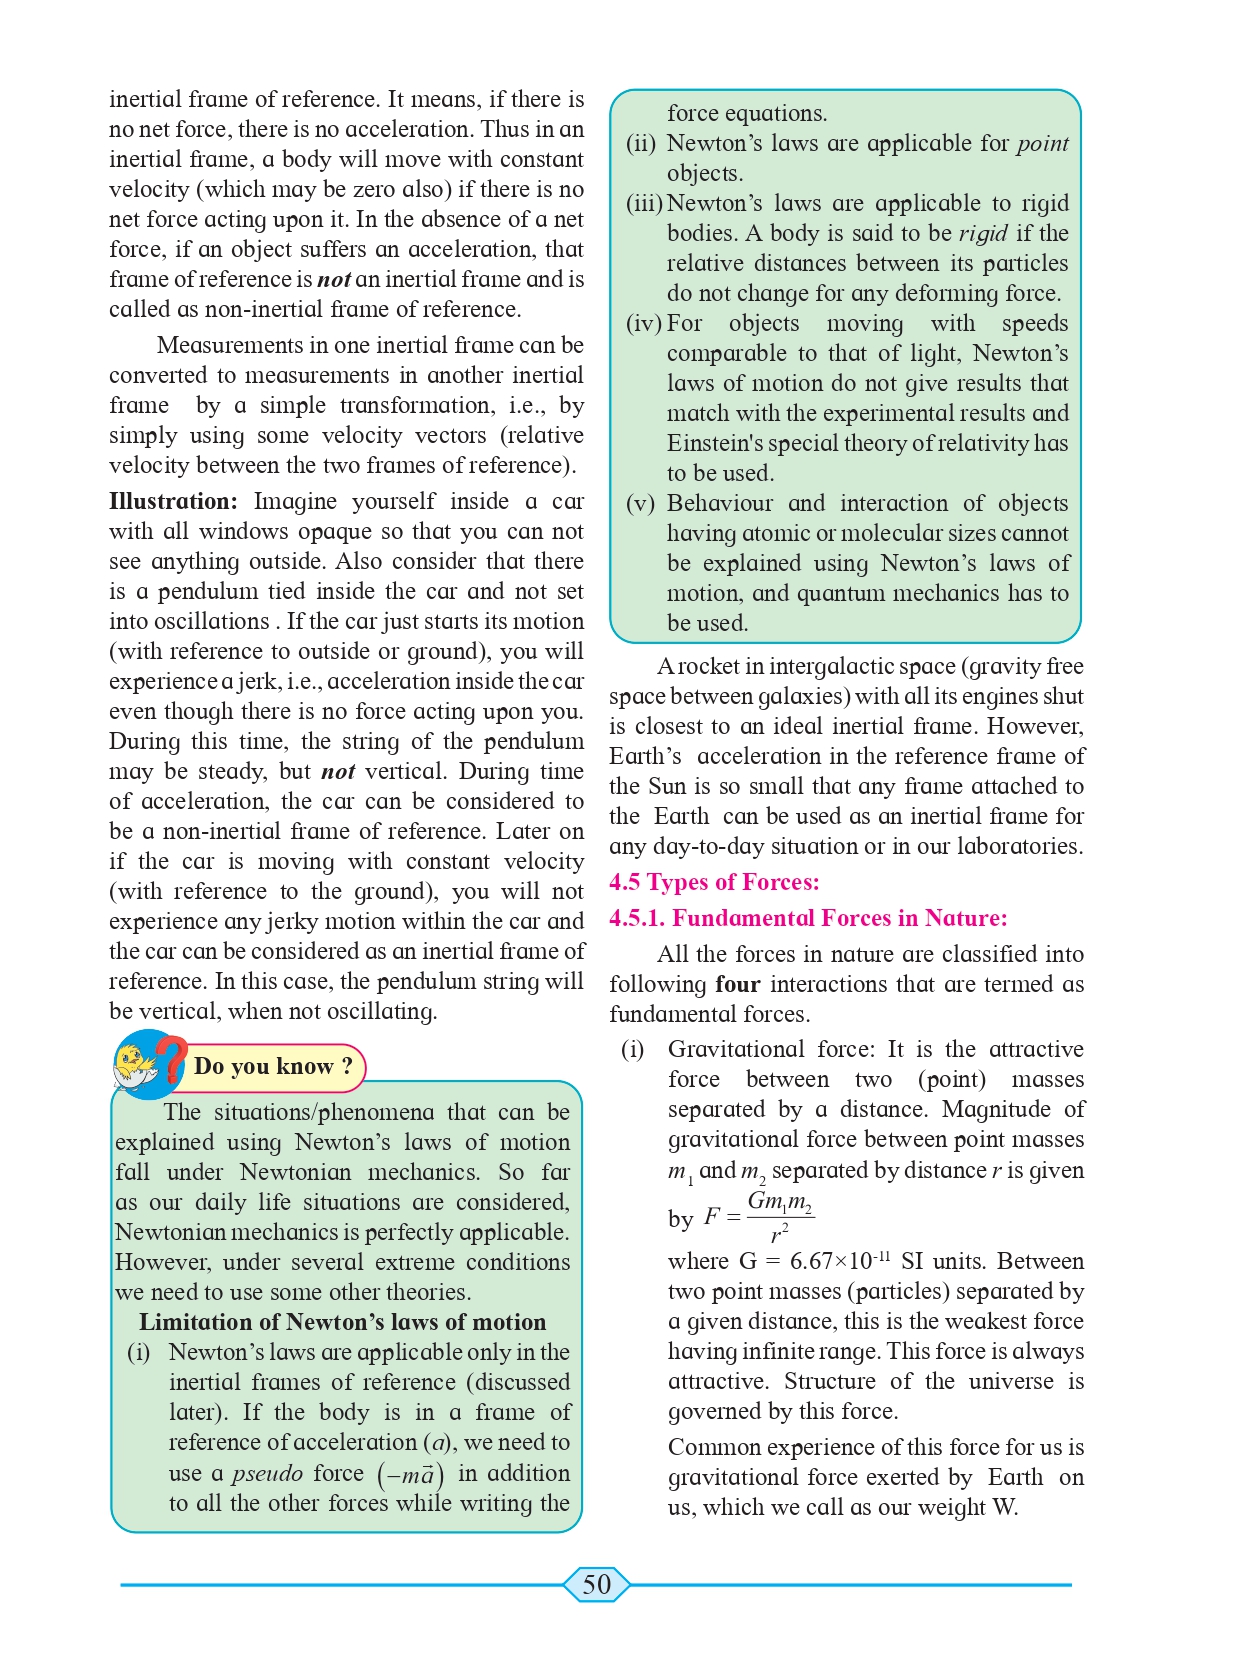 inertial frame of reference. It means, if there is
no net force, there is no acceleration. Thus in an
inertial frame, a body will move with constant
velocity (which may be zero also) if there is no
net force acting upon it. In the absence of a net
force, if an object suffers an acceleration, that
frame of reference is not an inertial frame and is
called as non-inertial frame of reference.
Measurements in one inertial frame can be
converted to measurements in another inertial
frame by a simple transformation, i.e., by
simply using some velocity vectors (relative
velocity between the two frames of reference).
Illustration: Imagine yourself inside a car
with all windows opaque so that you can not
see anything outside. Also consider that there
is a pendulum tied inside the car and not set
into oscillations . If the car just starts its motion
(with reference to outside or ground), you will
experience a jerk, i.e., acceleration inside the car
even though there is no force acting upon you.
During this time, the string of the pendulum
may be steady, but not vertical. During time
of acceleration, the car can be considered to
be a non-inertial frame of reference. Later on
if the car is moving with constant velocity
(with reference to the ground), you will not
experience any jerky motion within the car and
the car can be considered as an inertial frame of
reference. In this case, the pendulum string will
be vertical, when not oscillating.
Do you know ?
The situations/phenomena that can be
explained using Newton’s laws of motion
fall under Newtonian mechanics. So far
as our daily life situations are considered,
Newtonian mechanics is perfectly applicable.
However, under several extreme conditions
we need to use some other theories.
Limitation of Newton’s laws of motion
(i) Newton’s laws are applicable only in the
inertial frames of reference (discussed
later). If the body is in a frame of
reference of acceleration (a), we need to
use a pseudo force (−ma⃗) in addition
to all the other forces while writing the
force equations.
(ii) Newton’s laws are applicable for point
objects.
(iii) Newton’s laws are applicable to rigid
bodies. A body is said to be rigid if the
relative distances between its particles
do not change for any deforming force.
(iv) For objects moving with speeds
comparable to that of light, Newton’s
laws of motion do not give results that
match with the experimental results and
Einstein's special theory of relativity has
to be used.
(v) Behaviour and interaction of objects
having atomic or molecular sizes cannot
be explained using Newton’s laws of
motion, and quantum mechanics has to
be used.
A rocket in intergalactic space (gravity free
space between galaxies) with all its engines shut
is closest to an ideal inertial frame. However,
Earth’s acceleration in the reference frame of
the Sun is so small that any frame attached to
the Earth can be used as an inertial frame for
any day-to-day situation or in our laboratories.
4.5 Types of Forces:
4.5.1. Fundamental Forces in Nature:
All the forces in nature are classified into
following four interactions that are termed as
fundamental forces.
(i) Gravitational force: It is the attractive
force between two (point) masses
separated by a distance. Magnitude of
gravitational force between point masses
m₁ and m₂ separated by distance r is given
by F = Gm₁m₂ / r²
where G = 6.67×10⁻¹¹ SI units. Between
two point masses (particles) separated by
a given distance, this is the weakest force
having infinite range. This force is always
attractive. Structure of the universe is
governed by this force.
Common experience of this force for us is
gravitational force exerted by Earth on
us, which we call as our weight W.
50